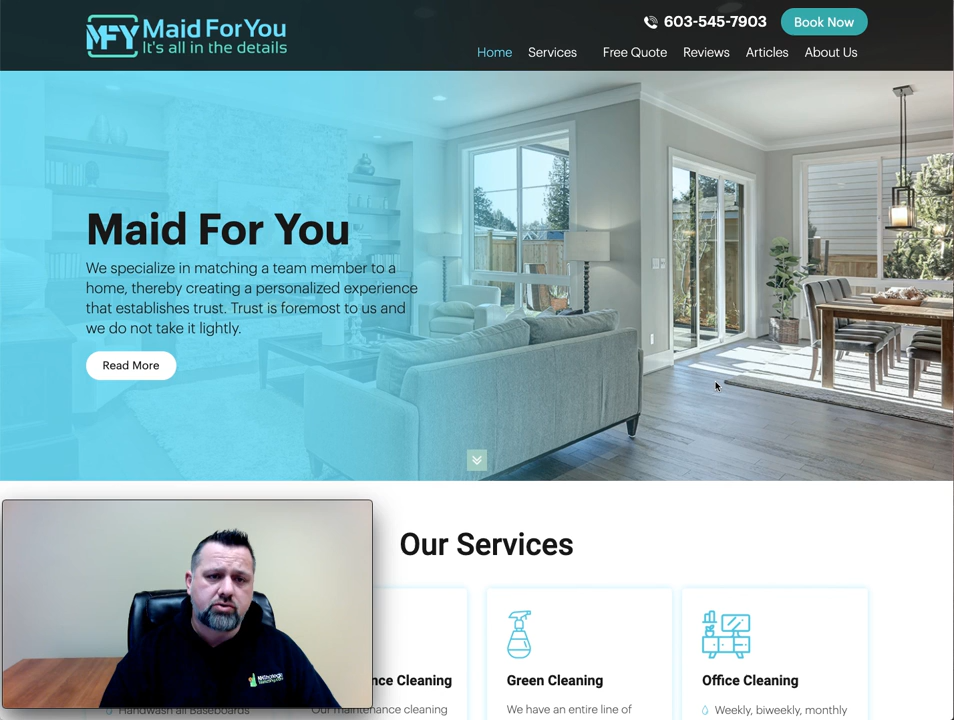 MFY Maid For You
It's all in the details
603-545-7903
Book Now
Home Services Free Quote Reviews Articles About Us
Maid For You
We specialize in matching a team member to a
home, thereby creating a personalized experience
that establishes trust. Trust is foremost to us and
we do not take it lightly.
Read More
Our Services
nce Cleaning
Green Cleaning
Office Cleaning
Handwash all Baseboards
Our maintenance cleaning
We have an entire line of
Weekly, biweekly, monthly